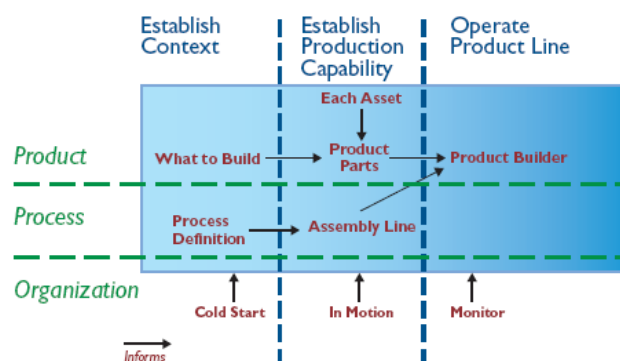 Establish
Context
Establish
Production
Capability
Operate
Product Line
Each Asset
Product
What to Build
Product
Parts
Product Builder
Process
Process
Definition
Assembly Line
Organization
Cold Start
In Motion
Monitor
Informs